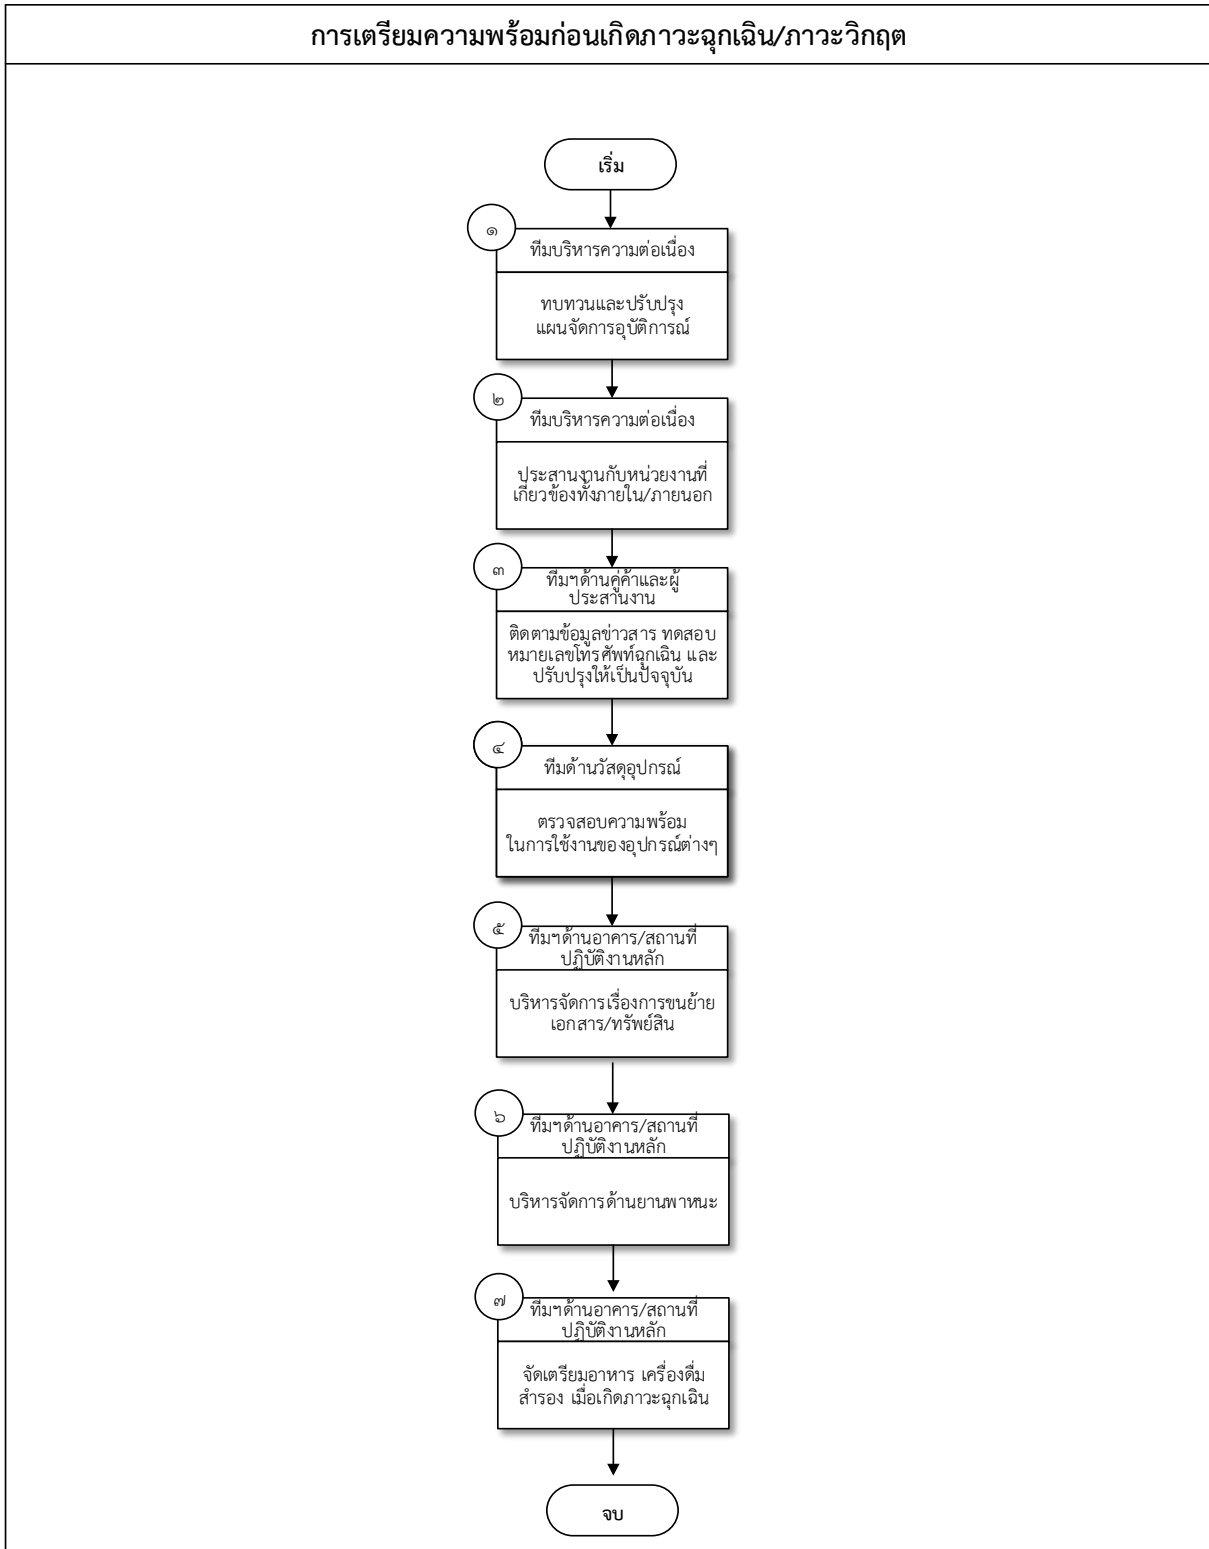 การเตรียมความพร้อมก่อนเกิดภาวะฉุกเฉิน/ภาวะวิกฤต
เริ่ม
๑
ทีมบริหารความต่อเนื่อง
ทบทวนและปรับปรุง
แผนจัดการอุบัติการณ์
๒
ทีมบริหารความต่อเนื่อง
ประสานงานกับหน่วยงานที่
เกี่ยวข้องทั้งภายใน/ภายนอก
๓
ทีมฯด้านคู่ค้าและผู้
ประสานงาน
ติดตามข้อมูลข่าวสาร ทดสอบ
หมายเลขโทรศัพท์ฉุกเฉิน และ
ปรับปรุงให้เป็นปัจจุบัน
๔
ทีมด้านวัสดุอุปกรณ์
ตรวจสอบความพร้อม
ในการใช้งานของอุปกรณ์ต่างๆ
๕
ทีมฯด้านอาคาร/สถานที่
ปฏิบัติงานหลัก
บริหารจัดการเรื่องการขนย้าย
เอกสาร/ทรัพย์สิน
๖
ทีมฯด้านอาคาร/สถานที่
ปฏิบัติงานหลัก
บริหารจัดการด้านยานพาหนะ
๗
ทีมฯด้านอาคาร/สถานที่
ปฏิบัติงานหลัก
จัดเตรียมอาหาร เครื่องดื่ม
สำรอง เมื่อเกิดภาวะฉุกเฉิน
จบ